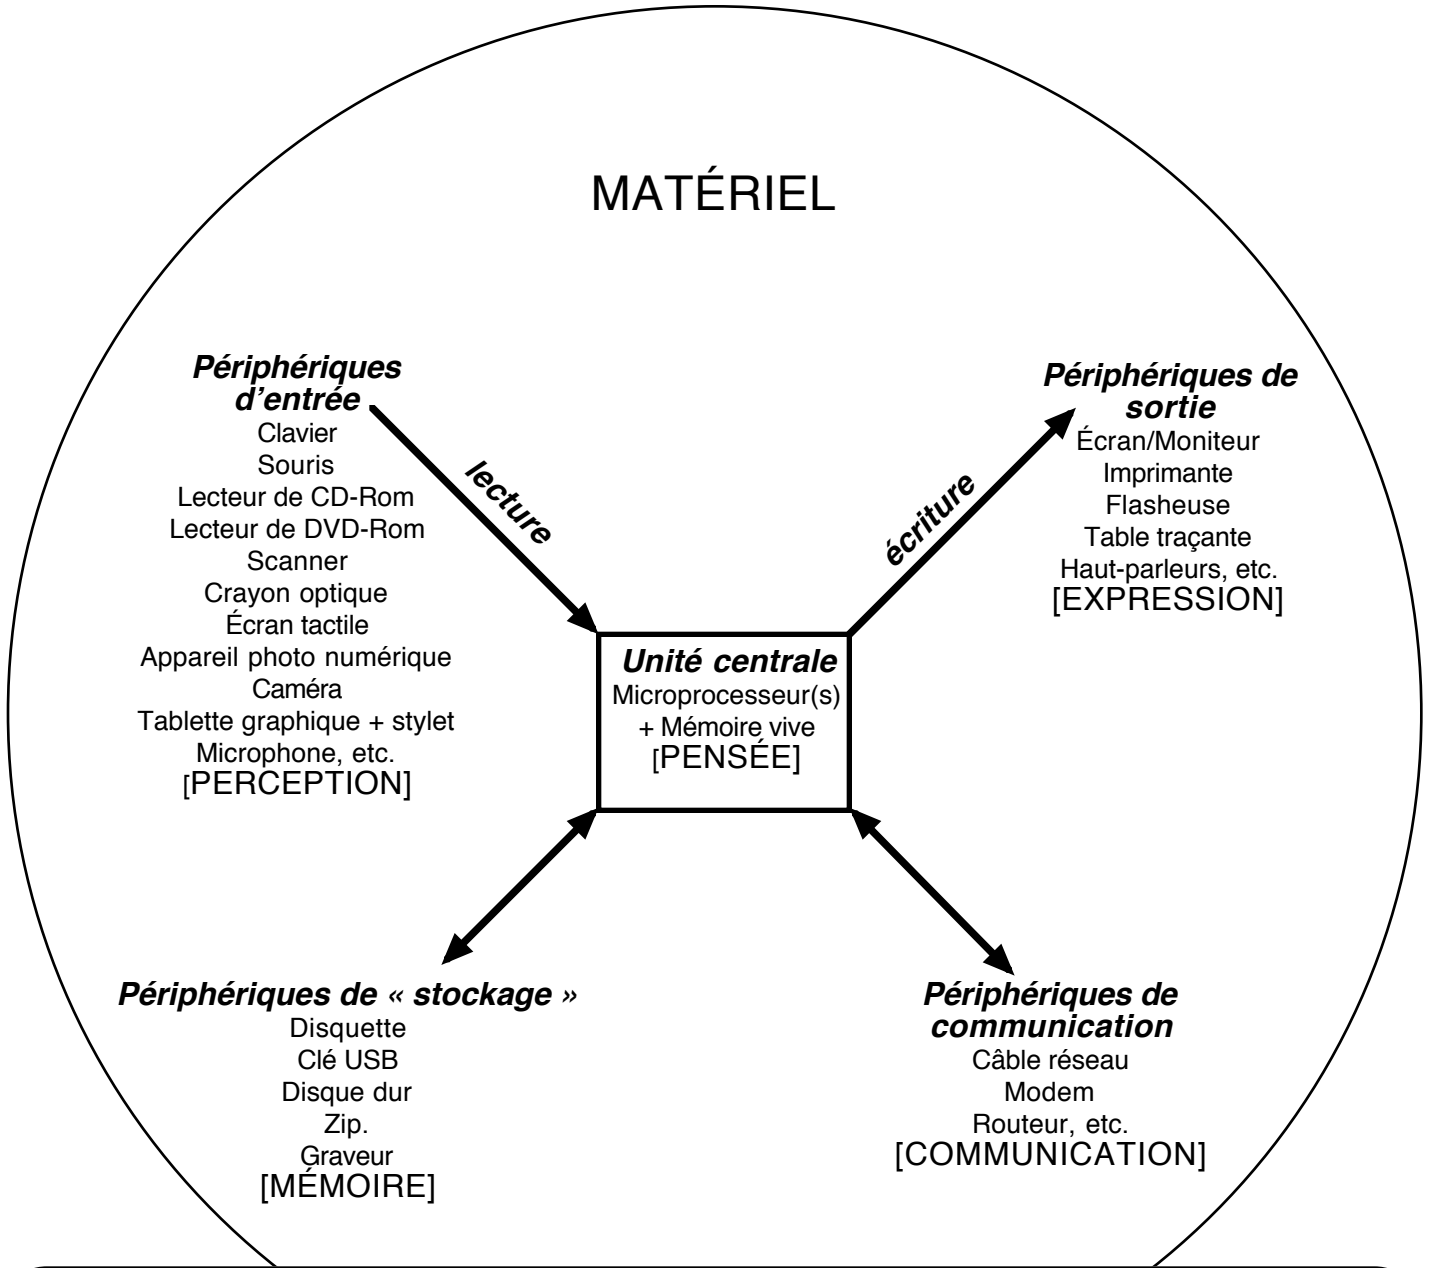 MATÉRIEL
Périphériques
d'entrée
Clavier
Souris
Lecteur de CD-Rom
Lecteur de DVD-Rom
Scanner
Crayon optique
Écran tactile
Appareil photo numérique
Caméra
Tablette graphique + stylet
Microphone, etc.
[PERCEPTION]
lecture
écriture
Périphériques de
sortie
Écran/Moniteur
Imprimante
Flasheuse
Table traçante
Haut-parleurs, etc.
[EXPRESSION]
Unité centrale
Microprocesseur(s)
+ Mémoire vive
[PENSÉE]
Périphériques de « stockage »
Disquette
Clé USB
Disque dur
Zip.
Graveur
[MÉMOIRE]
Périphériques de
communication
Câble réseau
Modem
Routeur, etc.
[COMMUNICATION]